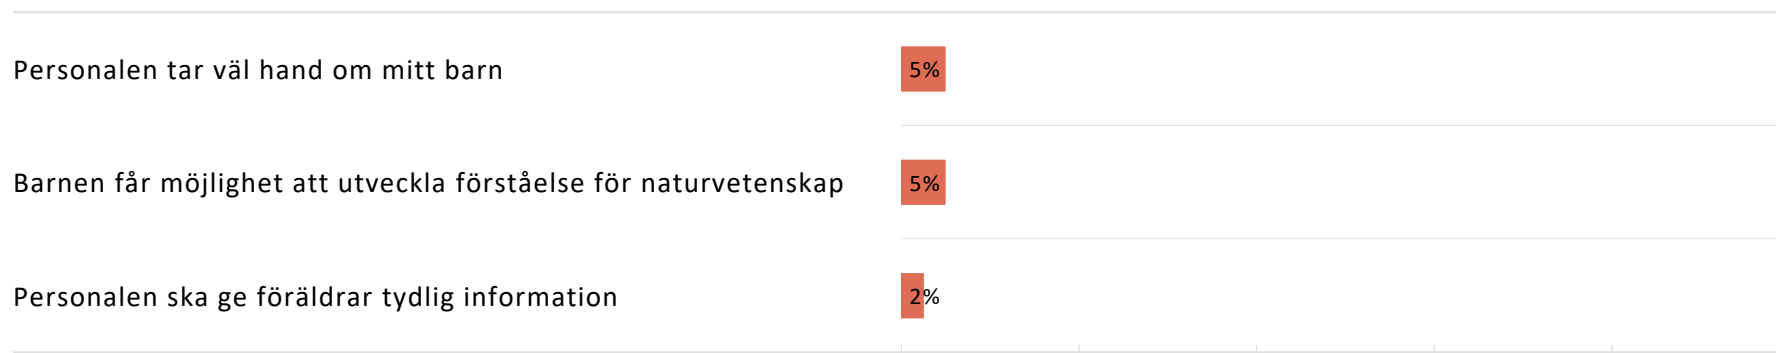 Personalen tar väl hand om mitt barn 5%
Barnen får möjlighet att utveckla förståelse för naturvetenskap 5%
Personalen ska ge föräldrar tydlig information 2%